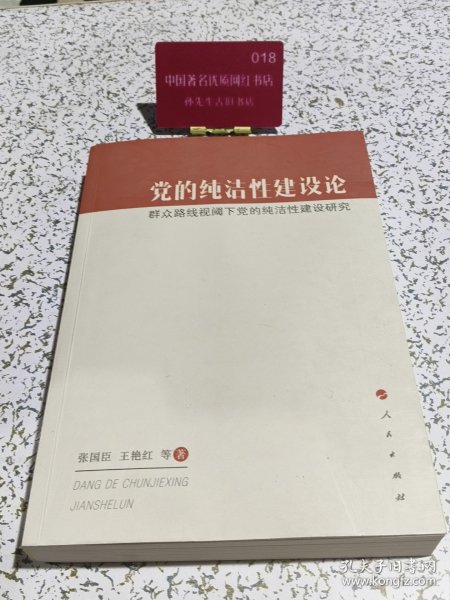 018
中国著名优质网红书店
孙先生古旧书店
党的纯洁性建设论
群众路线视阈下党的纯洁性建设研究
人民出版社
张国臣 王艳红 等著
DANG DE CHUNJIEXING
JIANSHELUN
孔夫子旧书网
www.kongfz.com